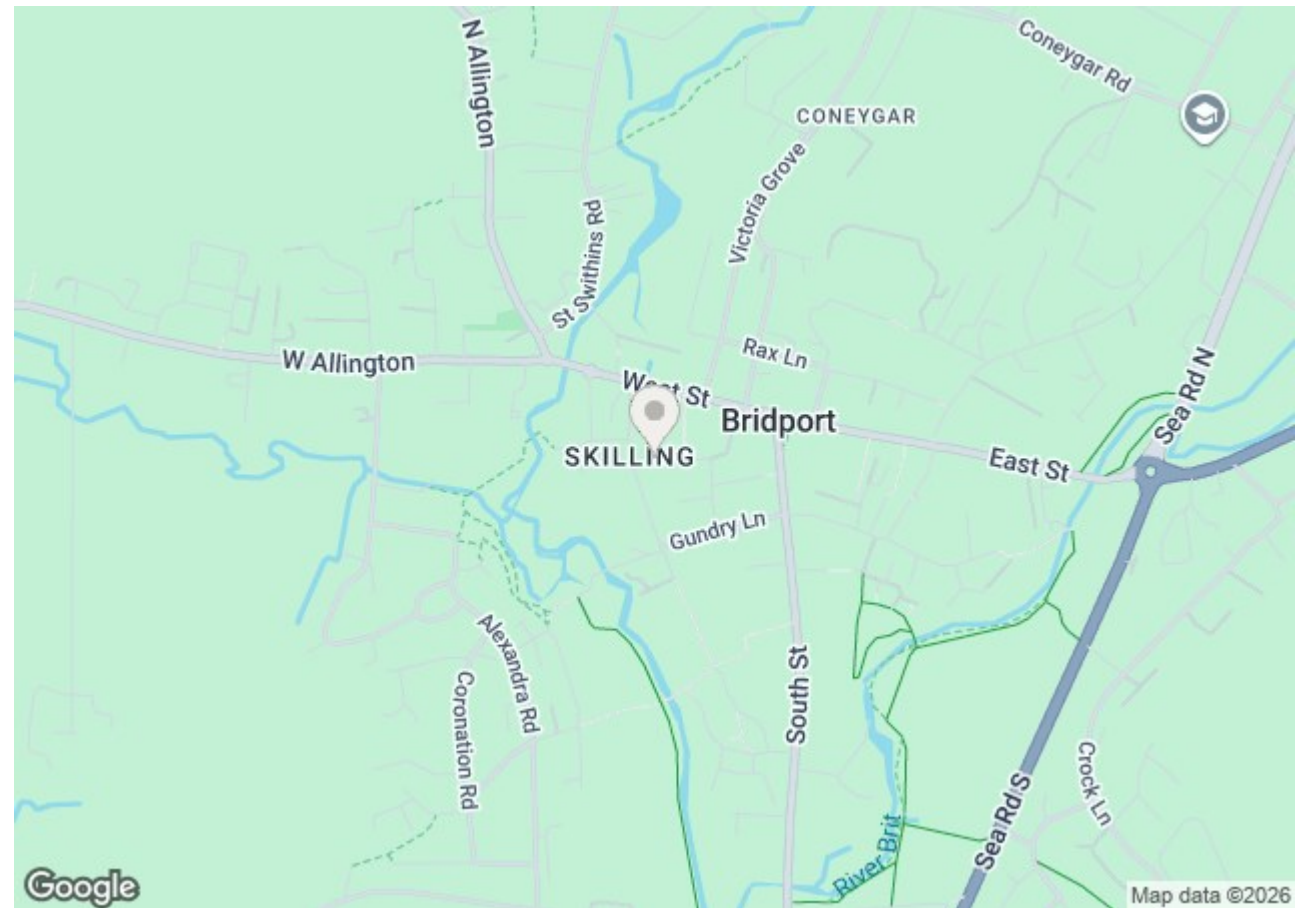 N Allington
Coneygar Rd
CONEYGAR
Victoria Grove
St Swithins Rd
Rax Ln
W Allington
West St
Bridport
Sea Rd N
SKILLING
East St
Gundry Ln
Alexandra Rd
Coronation Rd
South St
Crock Ln
Sea Rd S
River Brit
Google
Map data ©2026